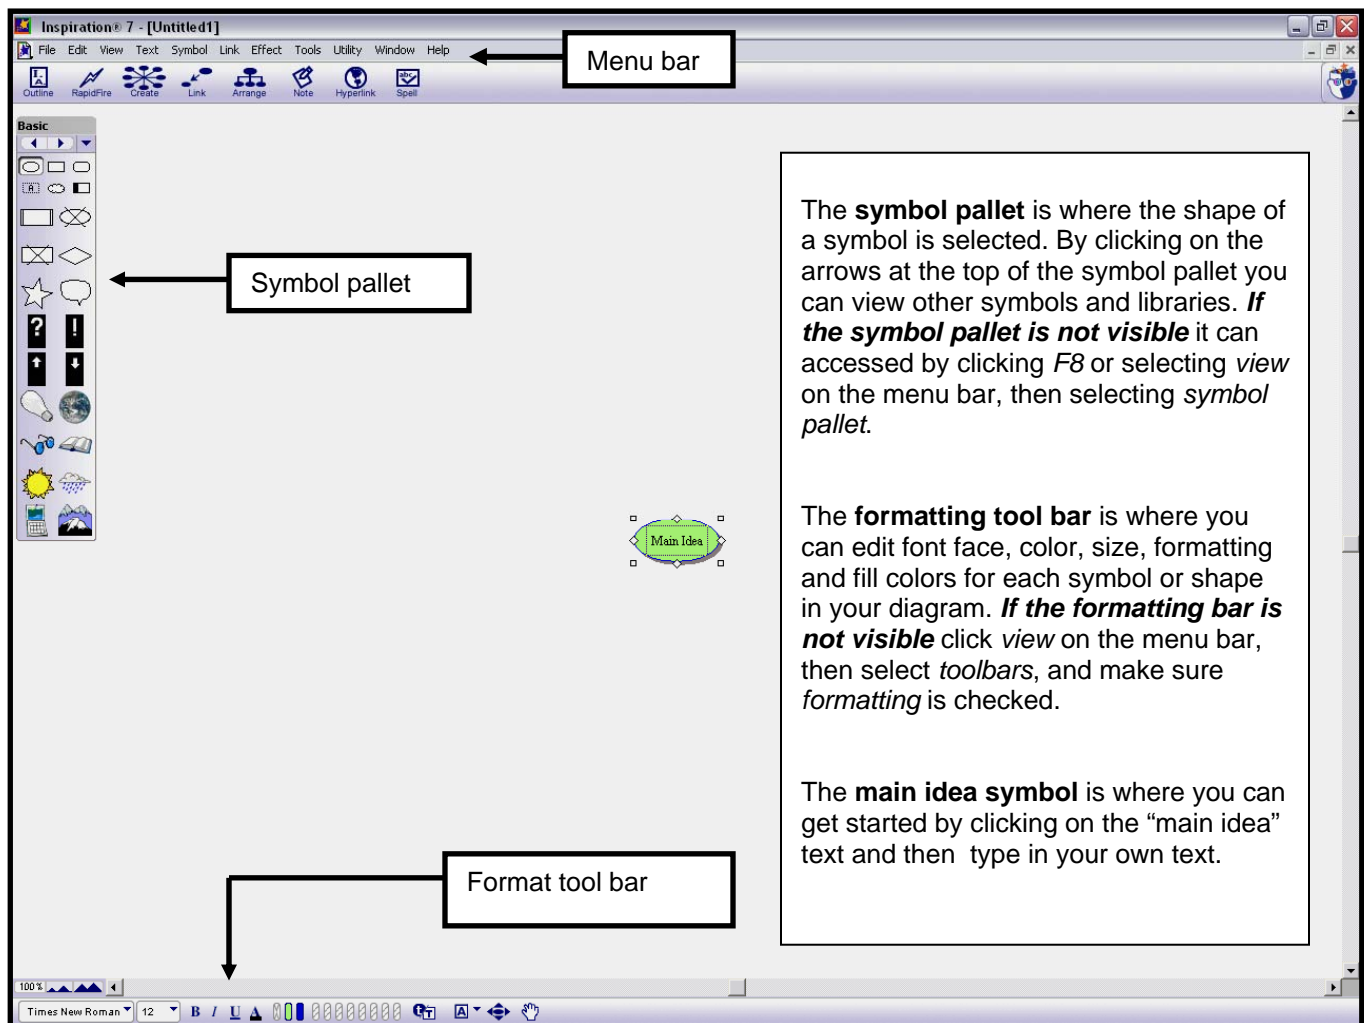 Inspiration® 7 - [Untitled1]
File Edit View Text Symbol Link Effect Tools Utility Window Help
Menu bar
Outline RapidFire Create Link Arrange Note Hyperlink Spell
Basic
A
Symbol pallet
? !
The symbol pallet is where the shape of
a symbol is selected. By clicking on the
arrows at the top of the symbol pallet you
can view other symbols and libraries. If
the symbol pallet is not visible it can
accessed by clicking F8 or selecting view
on the menu bar, then selecting symbol
pallet.
Main Idea
The formatting tool bar is where you
can edit font face, color, size, formatting
and fill colors for each symbol or shape
in your diagram. If the formatting bar is
not visible click view on the menu bar,
then select toolbars, and make sure
formatting is checked.
The main idea symbol is where you can
get started by clicking on the “main idea”
text and then  type in your own text.
Format tool bar
100%
Times New Roman 12 B I U A A